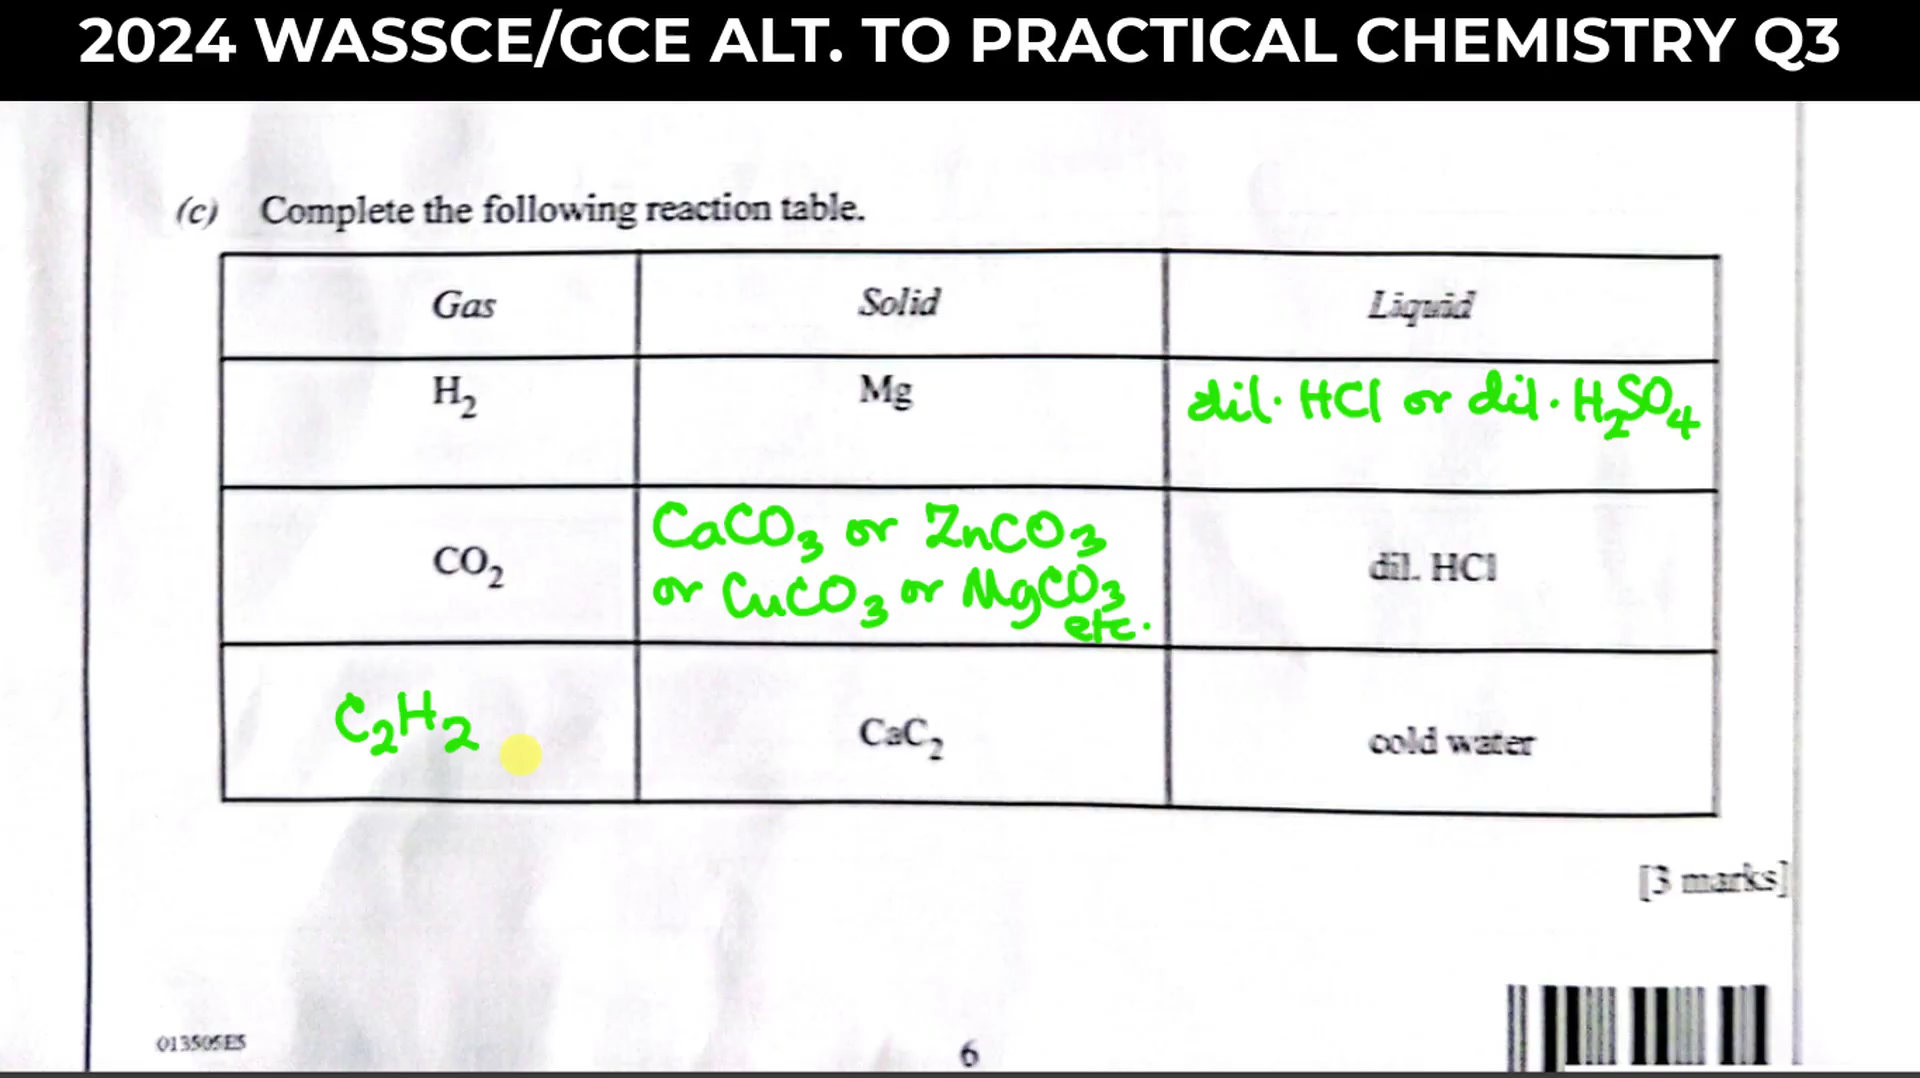 2024 WASSCE/GCE ALT. TO PRACTICAL CHEMISTRY Q3
(c) Complete the following reaction table.
Gas Solid Liquid
H₂ Mg dil. HCl or dil. H₂SO₄
CaCO₃ or ZnCO₃
CO₂ or CuCO₃ or MgCO₃ dil. HCl
etc.
C₂H₂ CaC₂ cold water
[3 marks]
013505E5
6